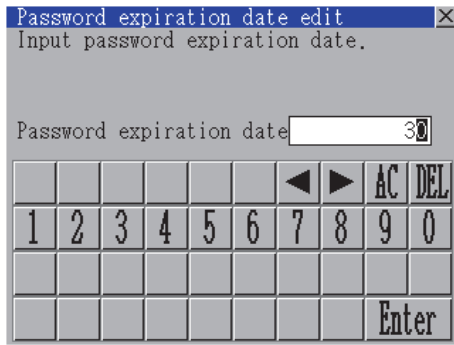 Password expiration date edit ×
Input password expiration date.
Password expiration date 30
◀ ▶ AC DEL
1 2 3 4 5 6 7 8 9 0
Enter